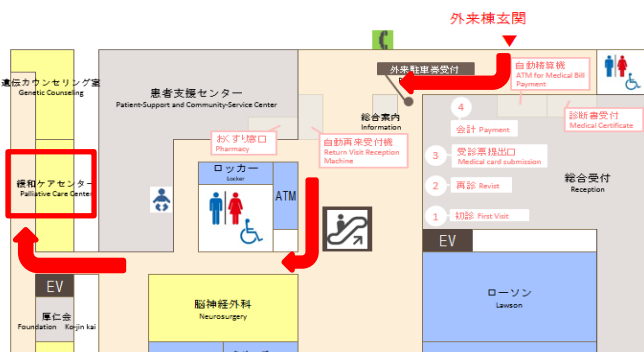 外来棟玄関
外来駐車券受付
自動精算機
ATM for Medical Bill
Payment
遺伝カウンセリング室
Genetic Counseling
患者支援センター
Patient-Support and Community-Service Center
総合案内
Information
診断書受付
Medical Certificate
4
会計 Payment
おくすり窓口
Pharmacy
自動再来受付機
Return Visit Reception
Machine
3
受診票提出口
Medical card submission
総合受付
Reception
2
再診 Revist
1
初診 First Visit
緩和ケアセンター
Palliative Care Center
ロッカー
Locker
ATM
EV
EV
厚仁会
Foundation Kojin kai
脳神経外科
Neurosurgery
ローソン
Lawson